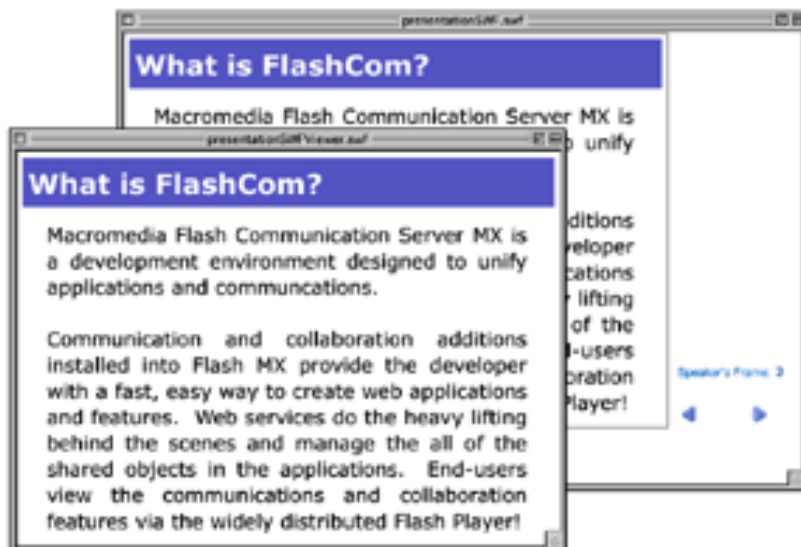 presentationSWF.swf
What is FlashCom?
Macromedia Flash Communication Server MX is
unify
ditions
veloper
cations
lifting
of the
-users
oration
Player!
Speaker's Frame: 3
presentationSWFViewer.swf
What is FlashCom?
Macromedia Flash Communication Server MX is
a development environment designed to unify
applications and communcations.
Communication and collaboration additions
installed into Flash MX provide the developer
with a fast, easy way to create web applications
and features. Web services do the heavy lifting
behind the scenes and manage the all of the
shared objects in the applications. End-users
view the communications and collaboration
features via the widely distributed Flash Player!